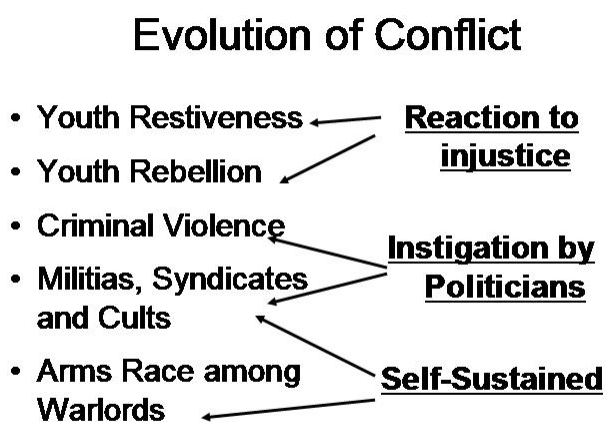 Evolution of Conflict
• Youth Restiveness
• Youth Rebellion
• Criminal Violence
• Militias, Syndicates
and Cults
• Arms Race among
Warlords
Reaction to
injustice
Instigation by
Politicians
Self-Sustained